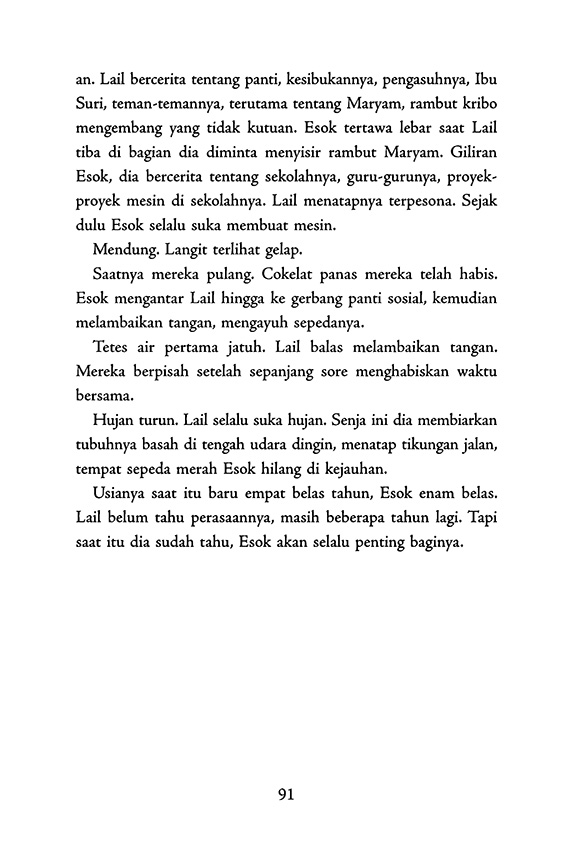 an. Lail bercerita tentang panti, kesibukannya, pengasuhnya, Ibu
Suri, teman-temannya, terutama tentang Maryam, rambut kribo
mengembang yang tidak kutuan. Esok tertawa lebar saat Lail
tiba di bagian dia diminta menyisir rambut Maryam. Giliran
Esok, dia bercerita tentang sekolahnya, guru-gurunya, proyek-
proyek mesin di sekolahnya. Lail menatapnya terpesona. Sejak
dulu Esok selalu suka membuat mesin.
Mendung. Langit terlihat gelap.
Saatnya mereka pulang. Cokelat panas mereka telah habis.
Esok mengantar Lail hingga ke gerbang panti sosial, kemudian
melambaikan tangan, mengayuh sepedanya.
Tetes air pertama jatuh. Lail balas melambaikan tangan.
Mereka berpisah setelah sepanjang sore menghabiskan waktu
bersama.
Hujan turun. Lail selalu suka hujan. Senja ini dia membiarkan
tubuhnya basah di tengah udara dingin, menatap tikungan jalan,
tempat sepeda merah Esok hilang di kejauhan.
Usianya saat itu baru empat belas tahun, Esok enam belas.
Lail belum tahu perasaannya, masih beberapa tahun lagi. Tapi
saat itu dia sudah tahu, Esok akan selalu penting baginya.
91